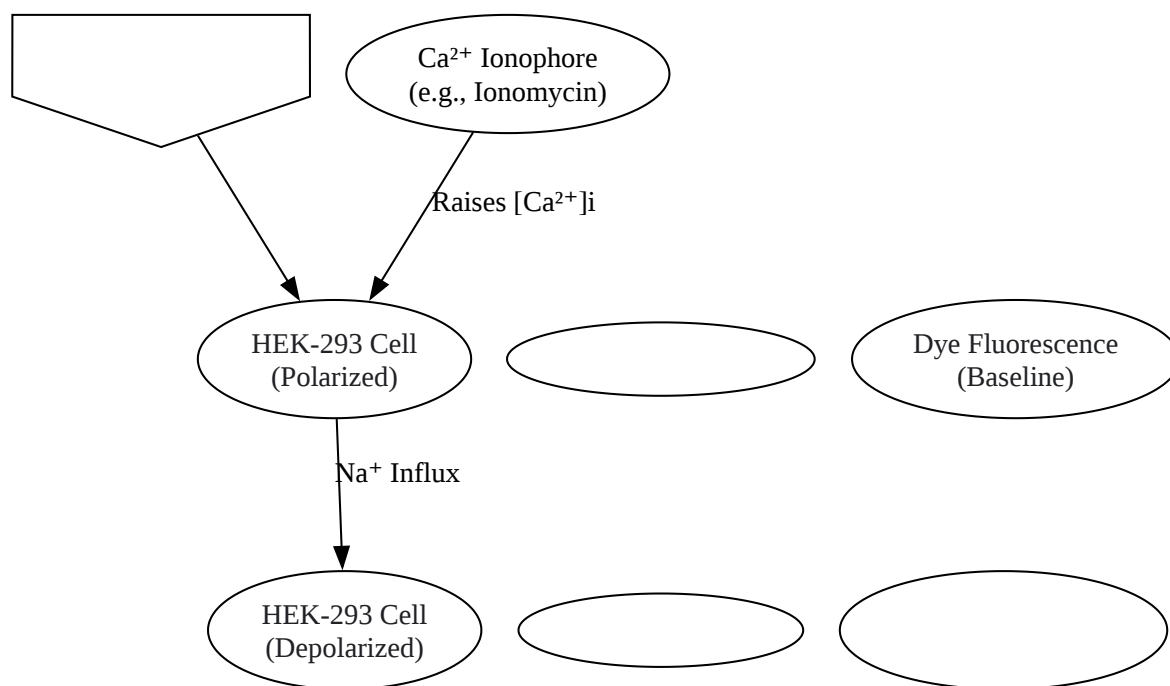 Ca²⁺ Ionophore
(e.g., Ionomycin)
Raises [Ca²⁺]i
HEK-293 Cell
(Polarized)
Dye Fluorescence
(Baseline)
Na⁺ Influx
HEK-293 Cell
(Depolarized)